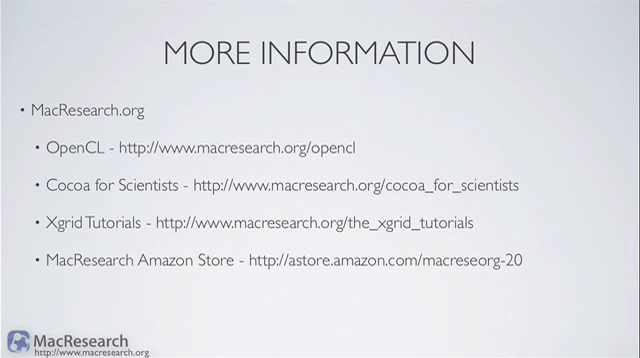 MORE INFORMATION
• MacResearch.org
• OpenCL - http://www.macresearch.org/opencl
• Cocoa for Scientists - http://www.macresearch.org/cocoa_for_scientists
• Xgrid Tutorials - http://www.macresearch.org/the_xgrid_tutorials
• MacResearch Amazon Store - http://astore.amazon.com/macreseorg-20
MacResearch
http://www.macresearch.org